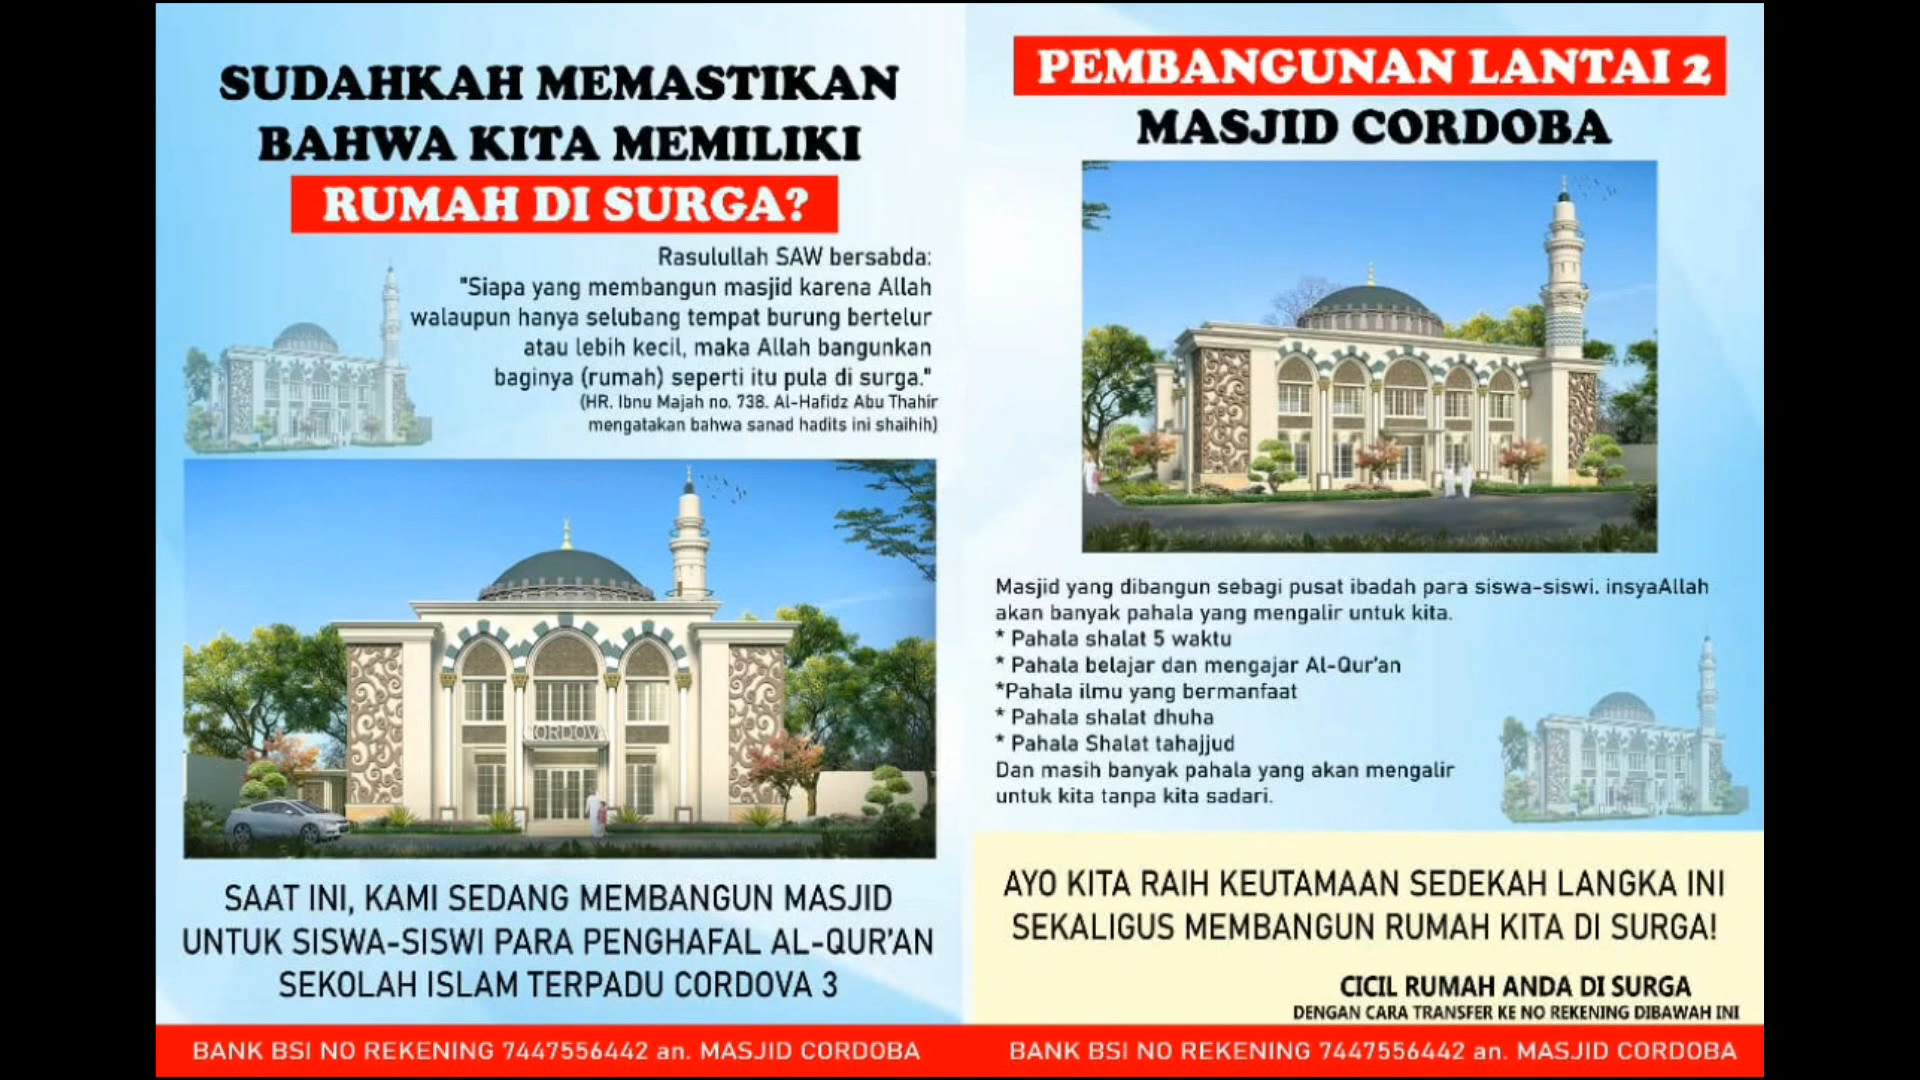 SUDAHKAH MEMASTIKAN
BAHWA KITA MEMILIKI
RUMAH DI SURGA?
Rasulullah SAW bersabda:
"Siapa yang membangun masjid karena Allah
walaupun hanya selubang tempat burung bertelur
atau lebih kecil, maka Allah bangunkan
baginya (rumah) seperti itu pula di surga."
(HR. Ibnu Majah no. 738. Al-Hafidz Abu Thahir
mengatakan bahwa sanad hadits ini shaihih)
CORDOVA
SAAT INI, KAMI SEDANG MEMBANGUN MASJID
UNTUK SISWA-SISWI PARA PENGHAFAL AL-QUR'AN
SEKOLAH ISLAM TERPADU CORDOVA 3
BANK BSI NO REKENING 7447556442 an. MASJID CORDOBA
PEMBANGUNAN LANTAI 2
MASJID CORDOBA
Masjid yang dibangun sebagi pusat ibadah para siswa-siswi. insyaAllah
akan banyak pahala yang mengalir untuk kita.
* Pahala shalat 5 waktu
* Pahala belajar dan mengajar Al-Qur'an
*Pahala ilmu yang bermanfaat
* Pahala shalat dhuha
* Pahala Shalat tahajjud
Dan masih banyak pahala yang akan mengalir
untuk kita tanpa kita sadari.
AYO KITA RAIH KEUTAMAAN SEDEKAH LANGKA INI
SEKALIGUS MEMBANGUN RUMAH KITA DI SURGA!
CICIL RUMAH ANDA DI SURGA
DENGAN CARA TRANSFER KE NO REKENING DIBAWAH INI
BANK BSI NO REKENING 7447556442 an. MASJID CORDOBA